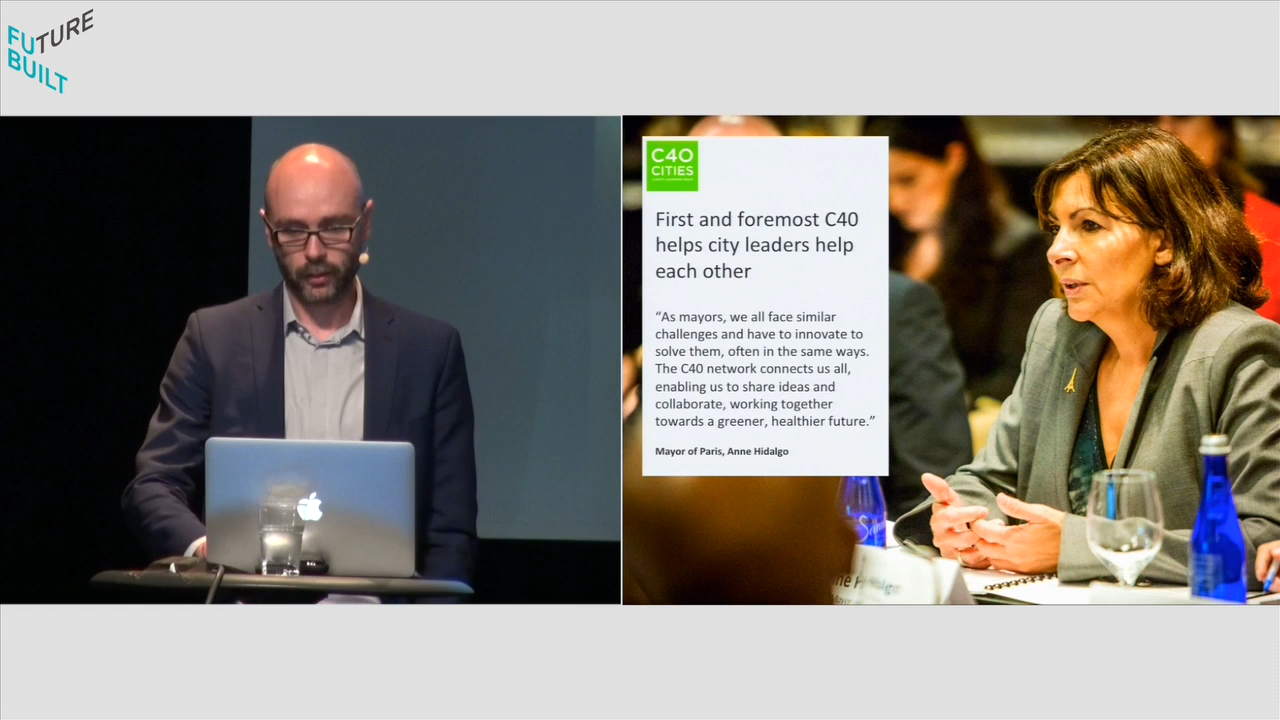 FUTURE
BUILT
C40
CITIES
First and foremost C40
helps city leaders help
each other
“As mayors, we all face similar
challenges and have to innovate to
solve them, often in the same ways.
The C40 network connects us all,
enabling us to share ideas and
collaborate, working together
towards a greener, healthier future.”
Mayor of Paris, Anne Hidalgo